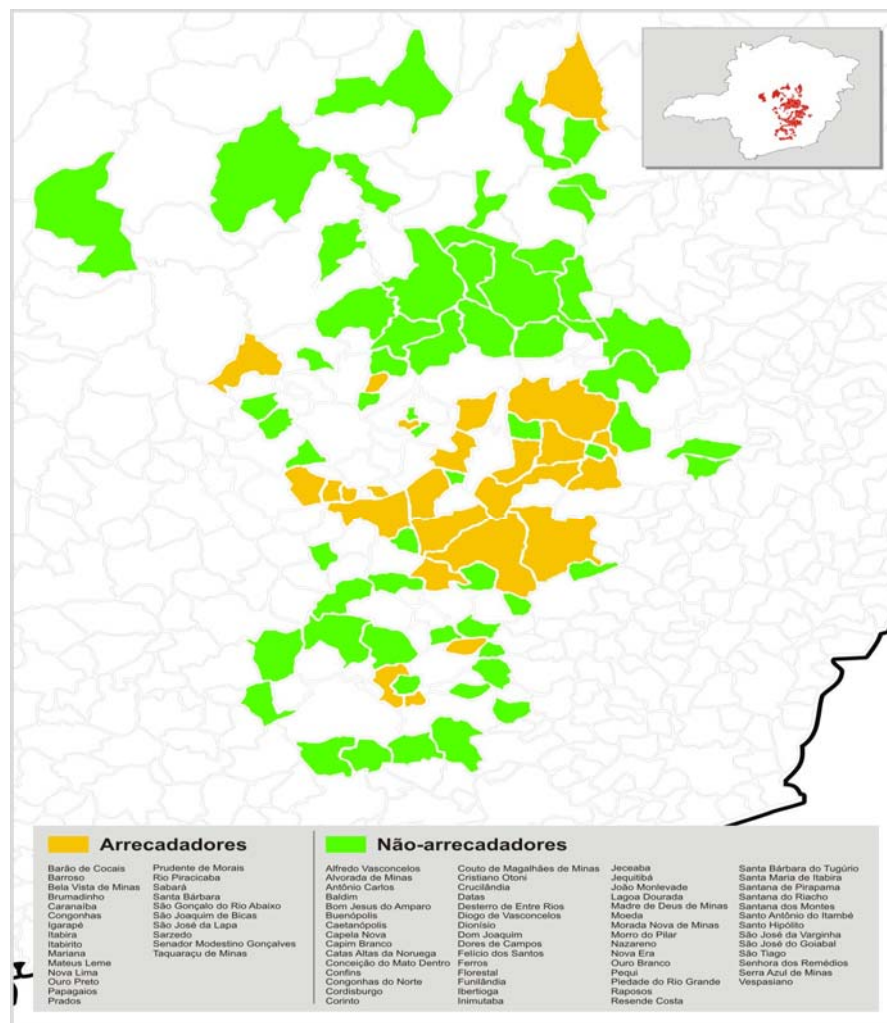 Arrecadadores
Barão de Cocais
Barroso
Bela Vista de Minas
Brumadinho
Caranaíba
Congonhas
Igarapé
Itabira
Itabirito
Mariana
Mateus Leme
Nova Lima
Ouro Preto
Papagaios
Prados
Prudente de Morais
Rio Piracicaba
Sabará
Santa Bárbara
São Gonçalo do Rio Abaixo
São Joaquim de Bicas
São José da Lapa
Sarzedo
Senador Modestino Gonçalves
Taquaraçu de Minas
Não-arrecadadores
Alfredo Vasconcelos
Alvorada de Minas
Antônio Carlos
Baldim
Bom Jesus do Amparo
Buenópolis
Caetanópolis
Capela Nova
Capim Branco
Catas Altas da Noruega
Conceição do Mato Dentro
Confins
Congonhas do Norte
Cordisburgo
Corinto
Couto de Magalhães de Minas
Cristiano Otoni
Crucilândia
Datas
Desterro de Entre Rios
Diogo de Vasconcelos
Dionísio
Dom Joaquim
Dores de Campos
Felício dos Santos
Ferros
Florestal
Funilândia
Ibertioga
Inimutaba
Jeceaba
Jequitibá
João Monlevade
Lagoa Dourada
Madre de Deus de Minas
Moeda
Morada Nova de Minas
Morro do Pilar
Nazareno
Nova Era
Ouro Branco
Pequi
Piedade do Rio Grande
Raposos
Resende Costa
Santa Bárbara do Tugúrio
Santa Maria de Itabira
Santana de Pirapama
Santana do Riacho
Santana dos Montes
Santo Antônio do Itambé
Santo Hipólito
São José da Varginha
São José do Goiabal
São Tiago
Senhora dos Remédios
Serra Azul de Minas
Vespasiano